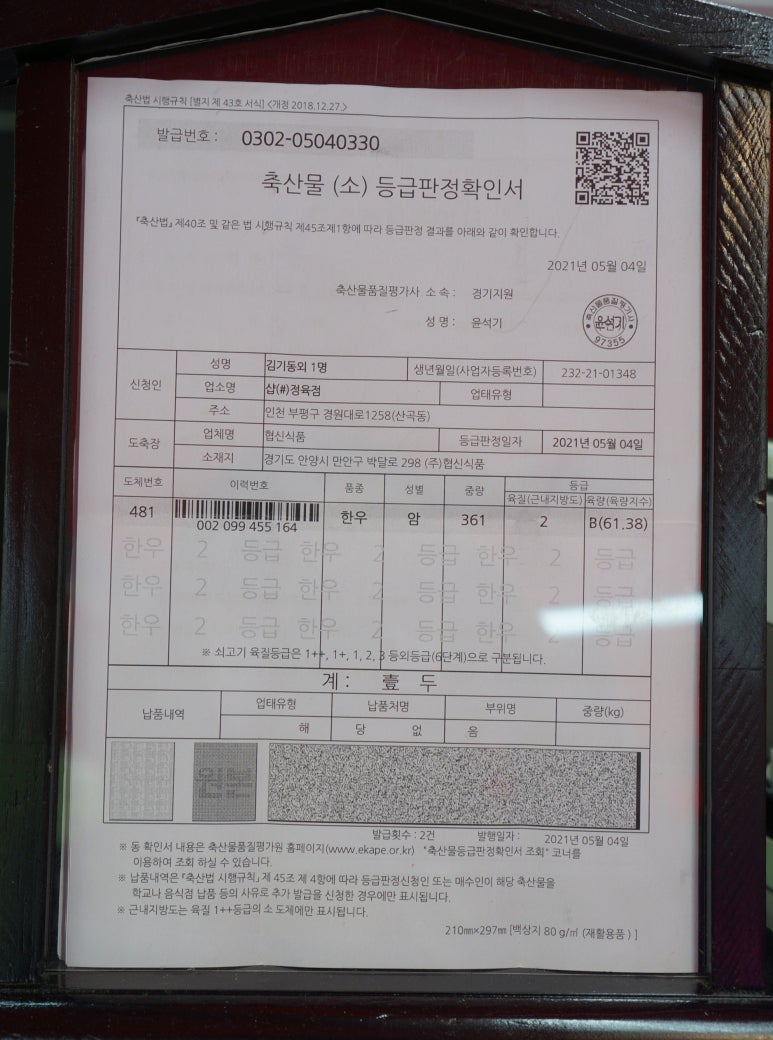 축산법 시행규칙 [별지 제 43호 서식] <개정 2018.12.27.>
발급번호 : 0302-05040330
축산물 (소) 등급판정확인서
『축산법』 제40조 및 같은 법 시행규칙 제45조제1항에 따라 등급판정 결과를 아래와 같이 확인합니다.
2021년 05월 04일
축산물품질평가사 소 속 : 경기지원
성 명 : 윤석기
축산물품질평가사
윤석기
97355
신청인
성명 김기동외 1명 생년월일(사업자등록번호) 232-21-01348
업소명 샵(#)정육점 업태유형
주소 인천 부평구 경원대로1258(산곡동)
도축장
업체명 협신식품 등급판정일자 2021년 05월 04일
소재지 경기도 안양시 만안구 박달로 298 (주)협신식품
도체번호 이력번호 품종 성별 중량 등급
육질(근내지방도) 육량(육량지수)
481 002 099 455 164 한우 암 361 2 B(61.38)
한우 2 등급 한우 2 등급 한우 2 등급
한우 2 등급 한우 2 등급 한우 2 등급
한우 2 등급 한우 2 등급 한우 2 등급
※ 쇠고기 육질등급은 1++, 1+, 1, 2, 3 등외등급(6단계)으로 구분됩니다.
계 : 壹 두
납품내역 업태유형 납품처명 부위명 중량(kg)
해 당 없 음
발급횟수 : 2건 발행일자 : 2021년 05월 04일
※ 동 확인서 내용은 축산물품질평가원 홈페이지(www.ekape.or.kr) "축산물등급판정확인서 조회" 코너를
이용하여 조회 하실 수 있습니다.
※ 납품내역은 『축산법 시행규칙』 제 45조 제 4항에 따라 등급판정신청인 또는 매수인이 해당 축산물을
학교나 음식점 납품 등의 사유로 추가 발급을 신청한 경우에만 표시됩니다.
※ 근내지방도는 육질 1++등급의 소 도체에만 표시됩니다.
210㎜×297㎜ [백상지 80 g/㎡ (재활용품 ) ]